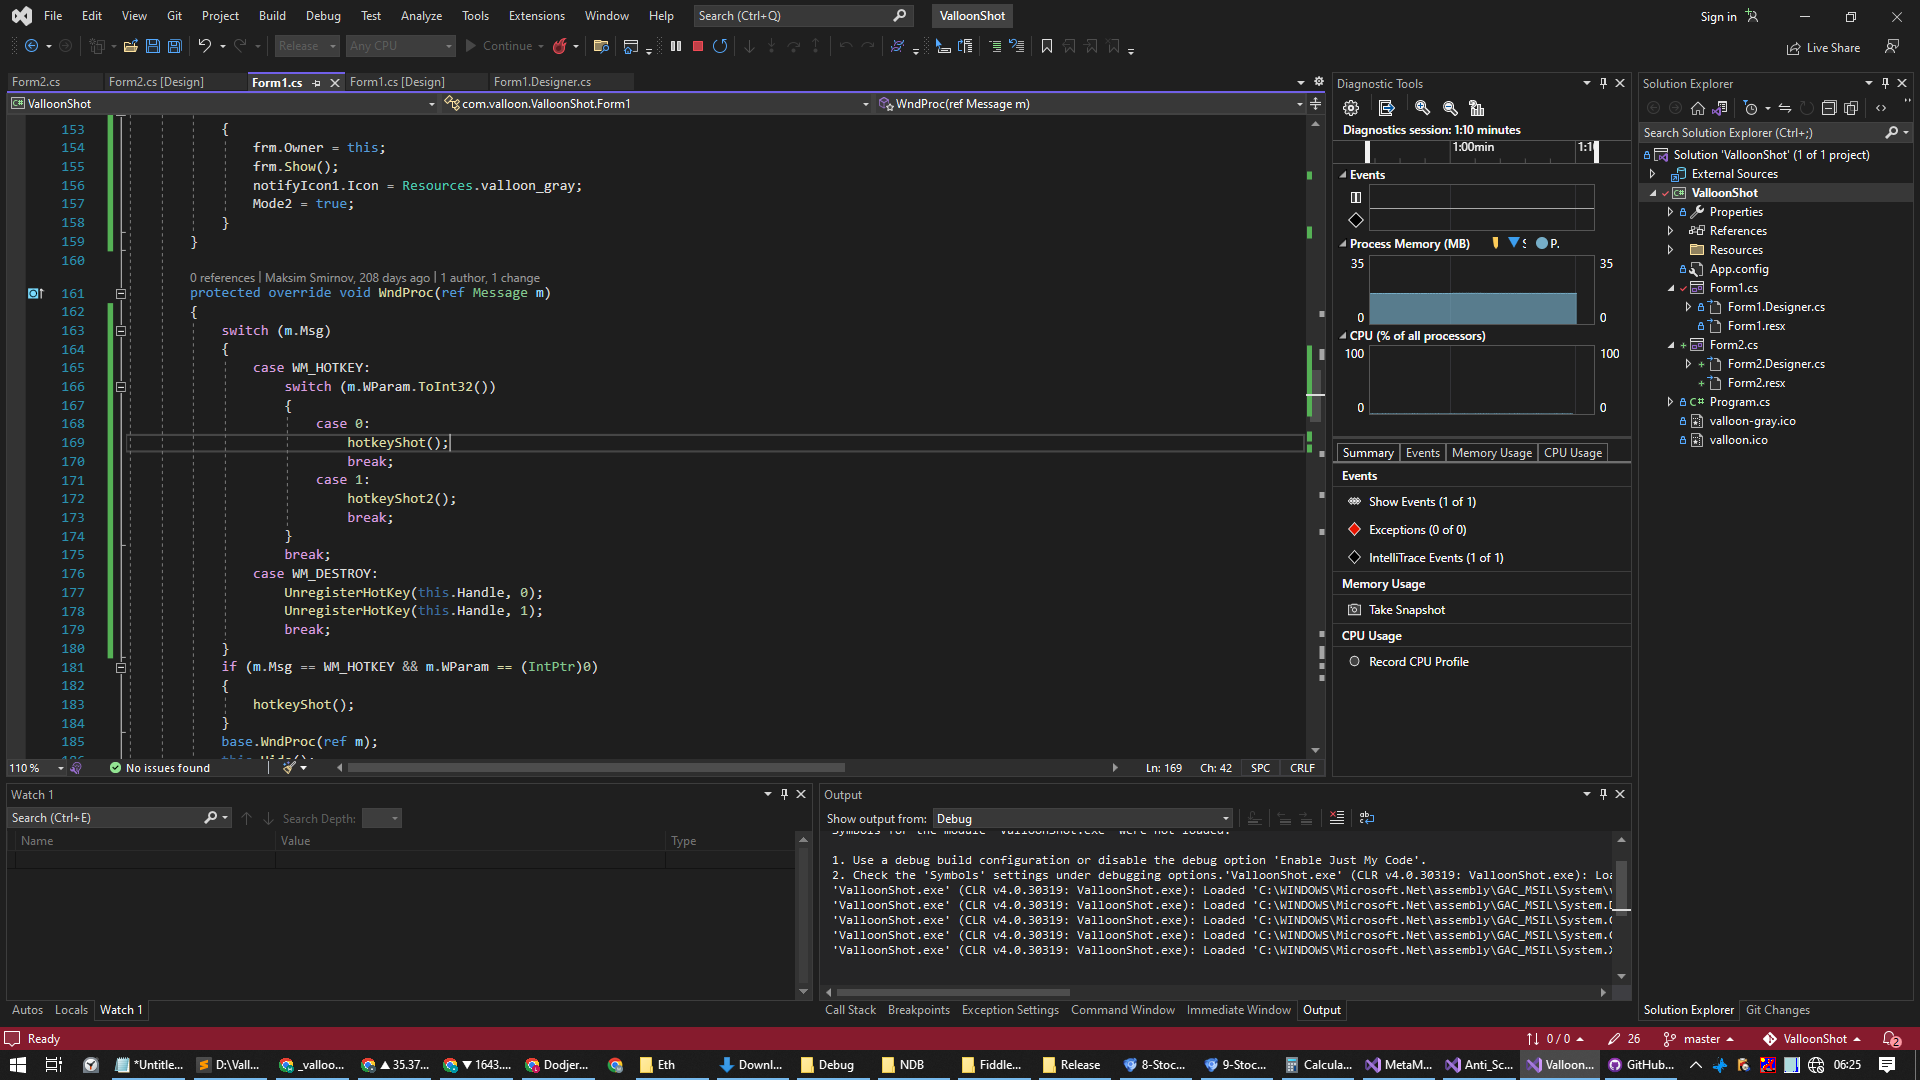 File Edit View Git Project Build Debug Test Analyze Tools Extensions Window Help Search (Ctrl+Q) ValloonShot Sign in
Release Any CPU Continue Live Share
Form2.cs Form2.cs [Design] Form1.cs Form1.cs [Design] Form1.Designer.cs
ValloonShot com.valloon.ValloonShot.Form1 WndProc(ref Message m)
153 {
154 frm.Owner = this;
155 frm.Show();
156 notifyIcon1.Icon = Resources.valloon_gray;
157 Mode2 = true;
158 }
159 }
160
0 references | Maksim Smirnov, 208 days ago | 1 author, 1 change
161 protected override void WndProc(ref Message m)
162 {
163 switch (m.Msg)
164 {
165 case WM_HOTKEY:
166 switch (m.WParam.ToInt32())
167 {
168 case 0:
169 hotkeyShot();
170 break;
171 case 1:
172 hotkeyShot2();
173 break;
174 }
175 break;
176 case WM_DESTROY:
177 UnregisterHotKey(this.Handle, 0);
178 UnregisterHotKey(this.Handle, 1);
179 break;
180 }
181 if (m.Msg == WM_HOTKEY && m.WParam == (IntPtr)0)
182 {
183 hotkeyShot();
184 }
185 base.WndProc(ref m);
110 % No issues found Ln: 169 Ch: 42 SPC CRLF
Diagnostic Tools
Diagnostics session: 1:10 minutes
1:00min 1:1
Events
Process Memory (MB) S P.
35 35
0 0
CPU (% of all processors)
100 100
0 0
Summary Events Memory Usage CPU Usage
Events
Show Events (1 of 1)
Exceptions (0 of 0)
IntelliTrace Events (1 of 1)
Memory Usage
Take Snapshot
CPU Usage
Record CPU Profile
Solution Explorer
Search Solution Explorer (Ctrl+;)
Solution 'ValloonShot' (1 of 1 project)
External Sources
ValloonShot
Properties
References
Resources
App.config
Form1.cs
Form1.Designer.cs
Form1.resx
Form2.cs
Form2.Designer.cs
Form2.resx
Program.cs
valloon-gray.ico
valloon.ico
Watch 1
Search (Ctrl+E) Search Depth:
Name Value Type
Autos Locals Watch 1
Output
Show output from: Debug
Symbols for the module 'ValloonShot.exe' were not loaded.
1. Use a debug build configuration or disable the debug option 'Enable Just My Code'.
2. Check the 'Symbols' settings under debugging options.'ValloonShot.exe' (CLR v4.0.30319: ValloonShot.exe): Loa
'ValloonShot.exe' (CLR v4.0.30319: ValloonShot.exe): Loaded 'C:\WINDOWS\Microsoft.Net\assembly\GAC_MSIL\System\
'ValloonShot.exe' (CLR v4.0.30319: ValloonShot.exe): Loaded 'C:\WINDOWS\Microsoft.Net\assembly\GAC_MSIL\System.D
'ValloonShot.exe' (CLR v4.0.30319: ValloonShot.exe): Loaded 'C:\WINDOWS\Microsoft.Net\assembly\GAC_MSIL\System.C
'ValloonShot.exe' (CLR v4.0.30319: ValloonShot.exe): Loaded 'C:\WINDOWS\Microsoft.Net\assembly\GAC_MSIL\System.C
'ValloonShot.exe' (CLR v4.0.30319: ValloonShot.exe): Loaded 'C:\WINDOWS\Microsoft.Net\assembly\GAC_MSIL\System.X
Call Stack Breakpoints Exception Settings Command Window Immediate Window Output
Solution Explorer Git Changes
Ready 0 / 0 26 master ValloonShot 2
*Untitle... D:\Vall... _valloo... ▲ 35.37... ▼ 1643.... Dodjer... Eth Downl... Debug NDB Fiddle... Release 8-Stoc... 9-Stoc... Calcula... MetaM... Anti_Sc... Valloon... GitHub... 06:25